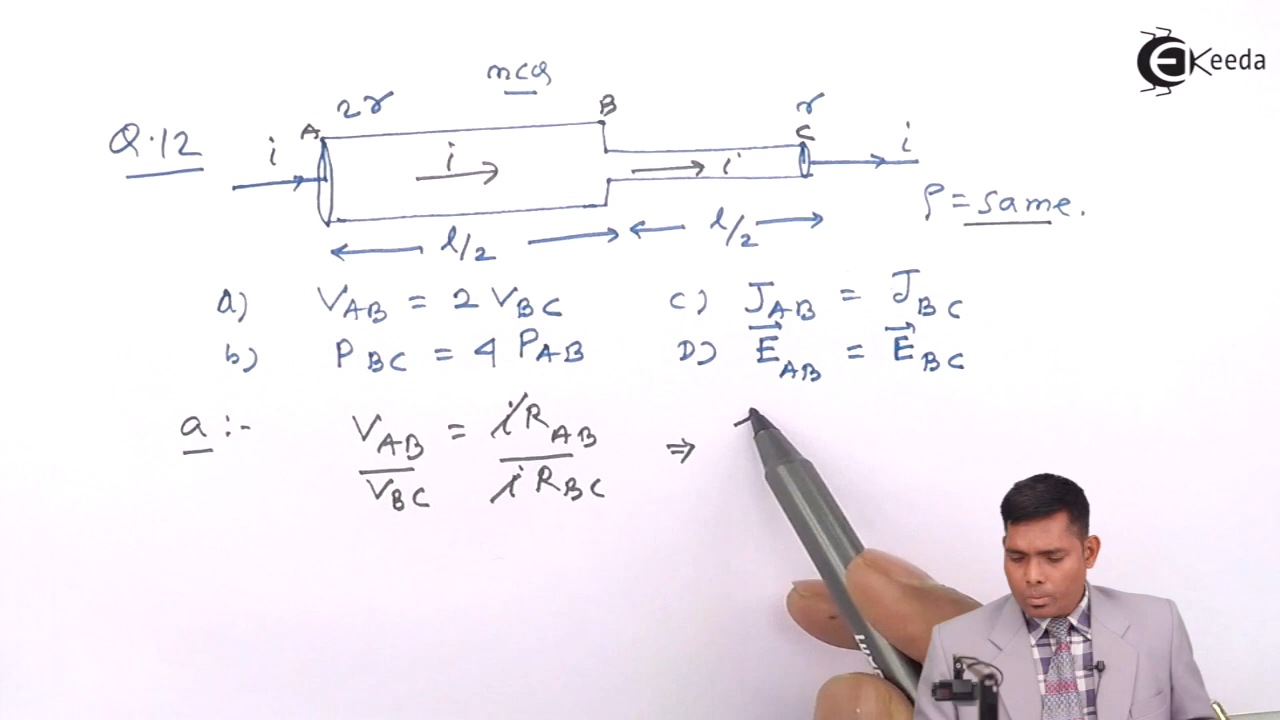 mcq
Keeda
Q.12
2r
B
r
A
C
i
i
i
i
ρ = same.
l/2
l/2
a) V_AB = 2 V_BC
c) J_AB = J_BC
b) P_BC = 4 P_AB
D) E_AB = E_BC
a :- V_AB / V_BC = i R_AB / i R_BC ⇒